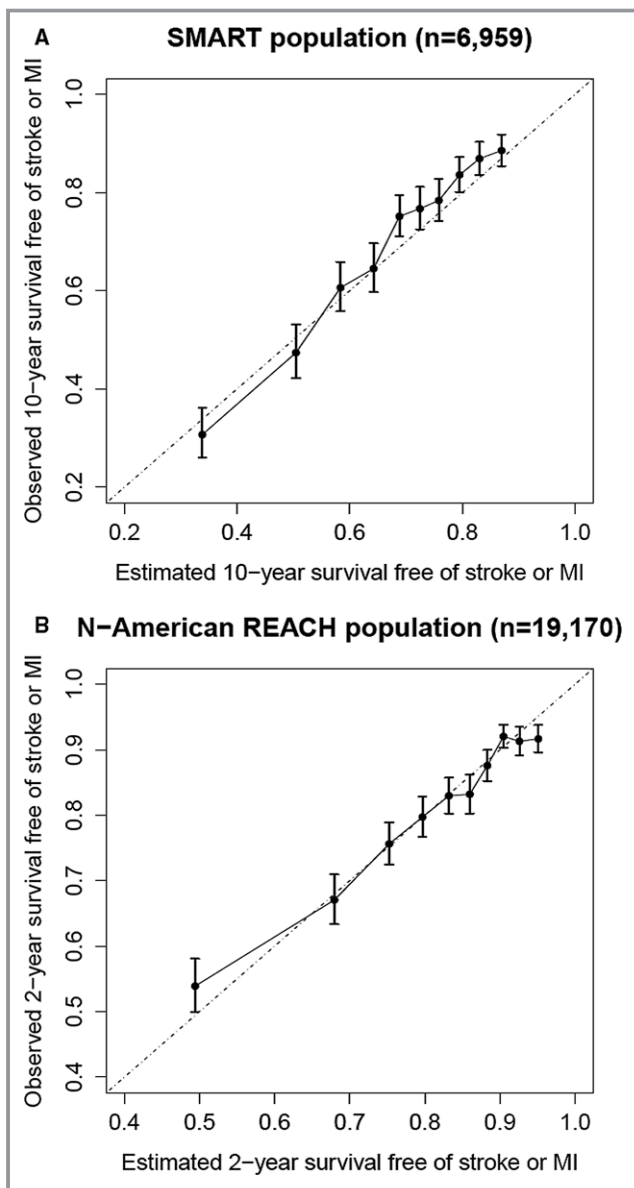 A
SMART population (n=6,959)
Observed 10−year survival free of stroke or MI
1.0
0.8
0.6
0.4
0.2
0.2 0.4 0.6 0.8 1.0
Estimated 10−year survival free of stroke or MI
B
N−American REACH population (n=19,170)
Observed 2−year survival free of stroke or MI
1.0
0.9
0.8
0.7
0.6
0.5
0.4
0.4 0.5 0.6 0.7 0.8 0.9 1.0
Estimated 2−year survival free of stroke or MI